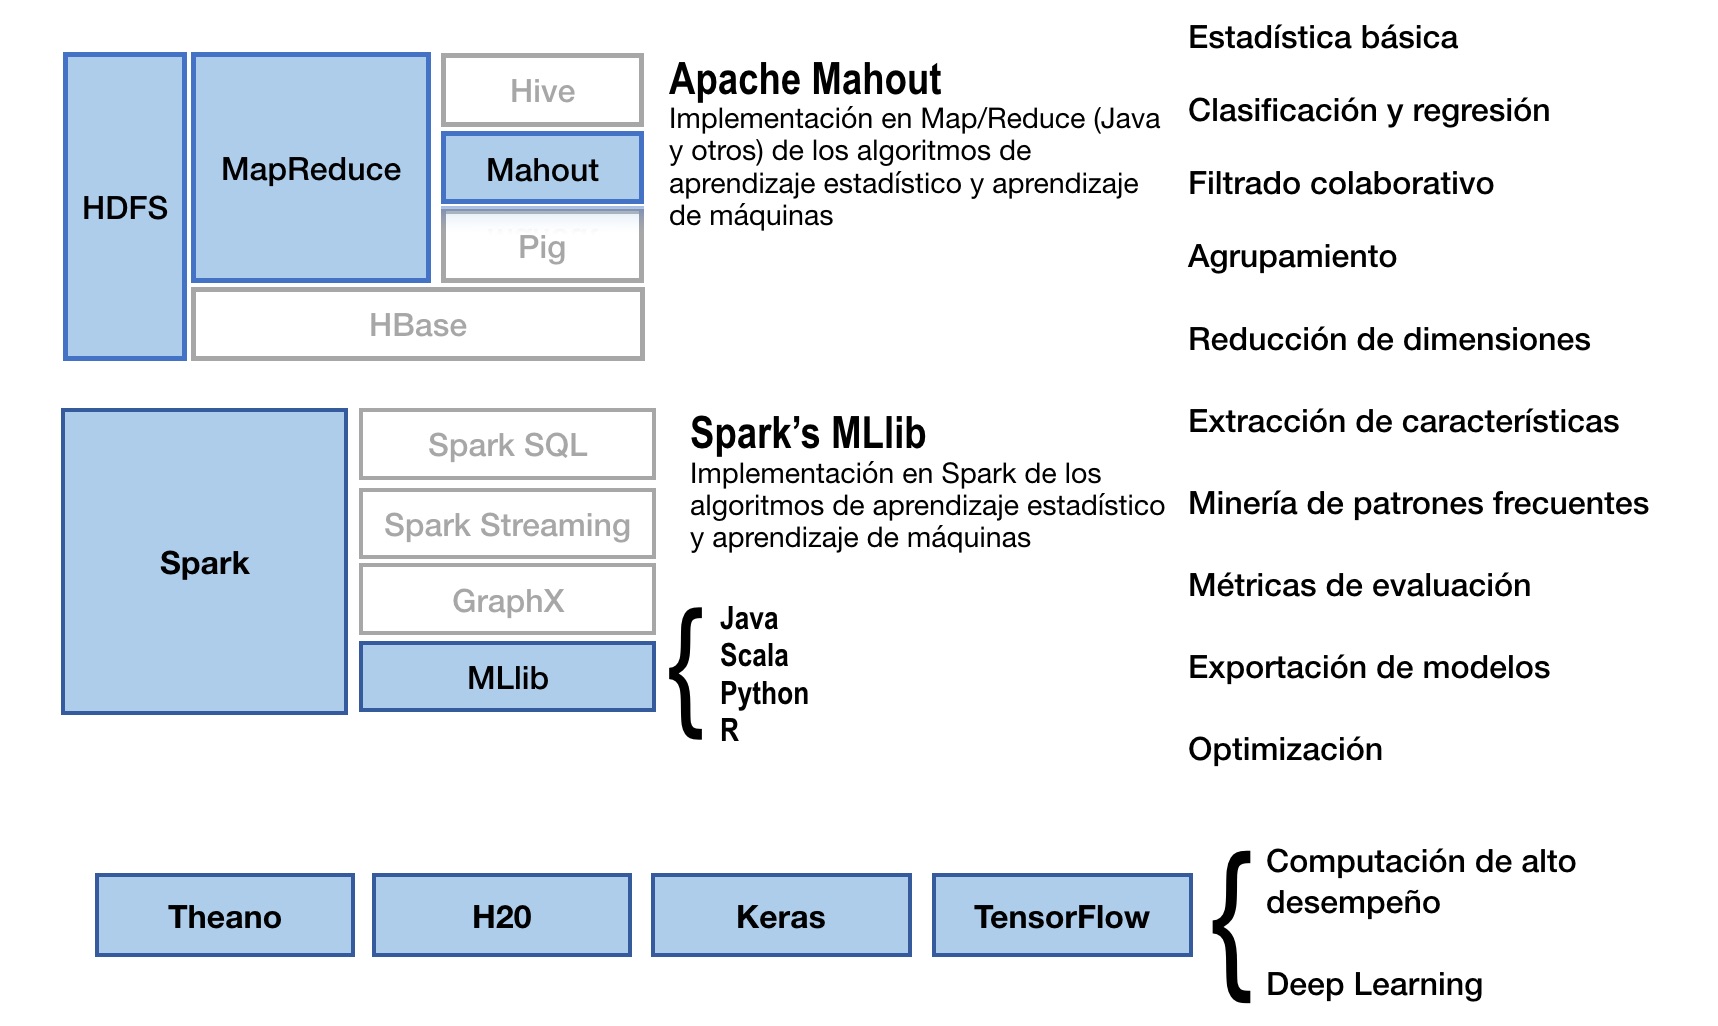 HDFS
MapReduce
Hive
Mahout
Pig
HBase
Apache Mahout
Implementación en Map/Reduce (Java
y otros) de los algoritmos de
aprendizaje estadístico y aprendizaje
de máquinas
Spark
Spark SQL
Spark Streaming
GraphX
MLlib
Spark’s MLlib
Implementación en Spark de los
algoritmos de aprendizaje estadístico
y aprendizaje de máquinas
Java
Scala
Python
R
Estadística básica
Clasificación y regresión
Filtrado colaborativo
Agrupamiento
Reducción de dimensiones
Extracción de características
Minería de patrones frecuentes
Métricas de evaluación
Exportación de modelos
Optimización
Theano
H20
Keras
TensorFlow
Computación de alto
desempeño
Deep Learning